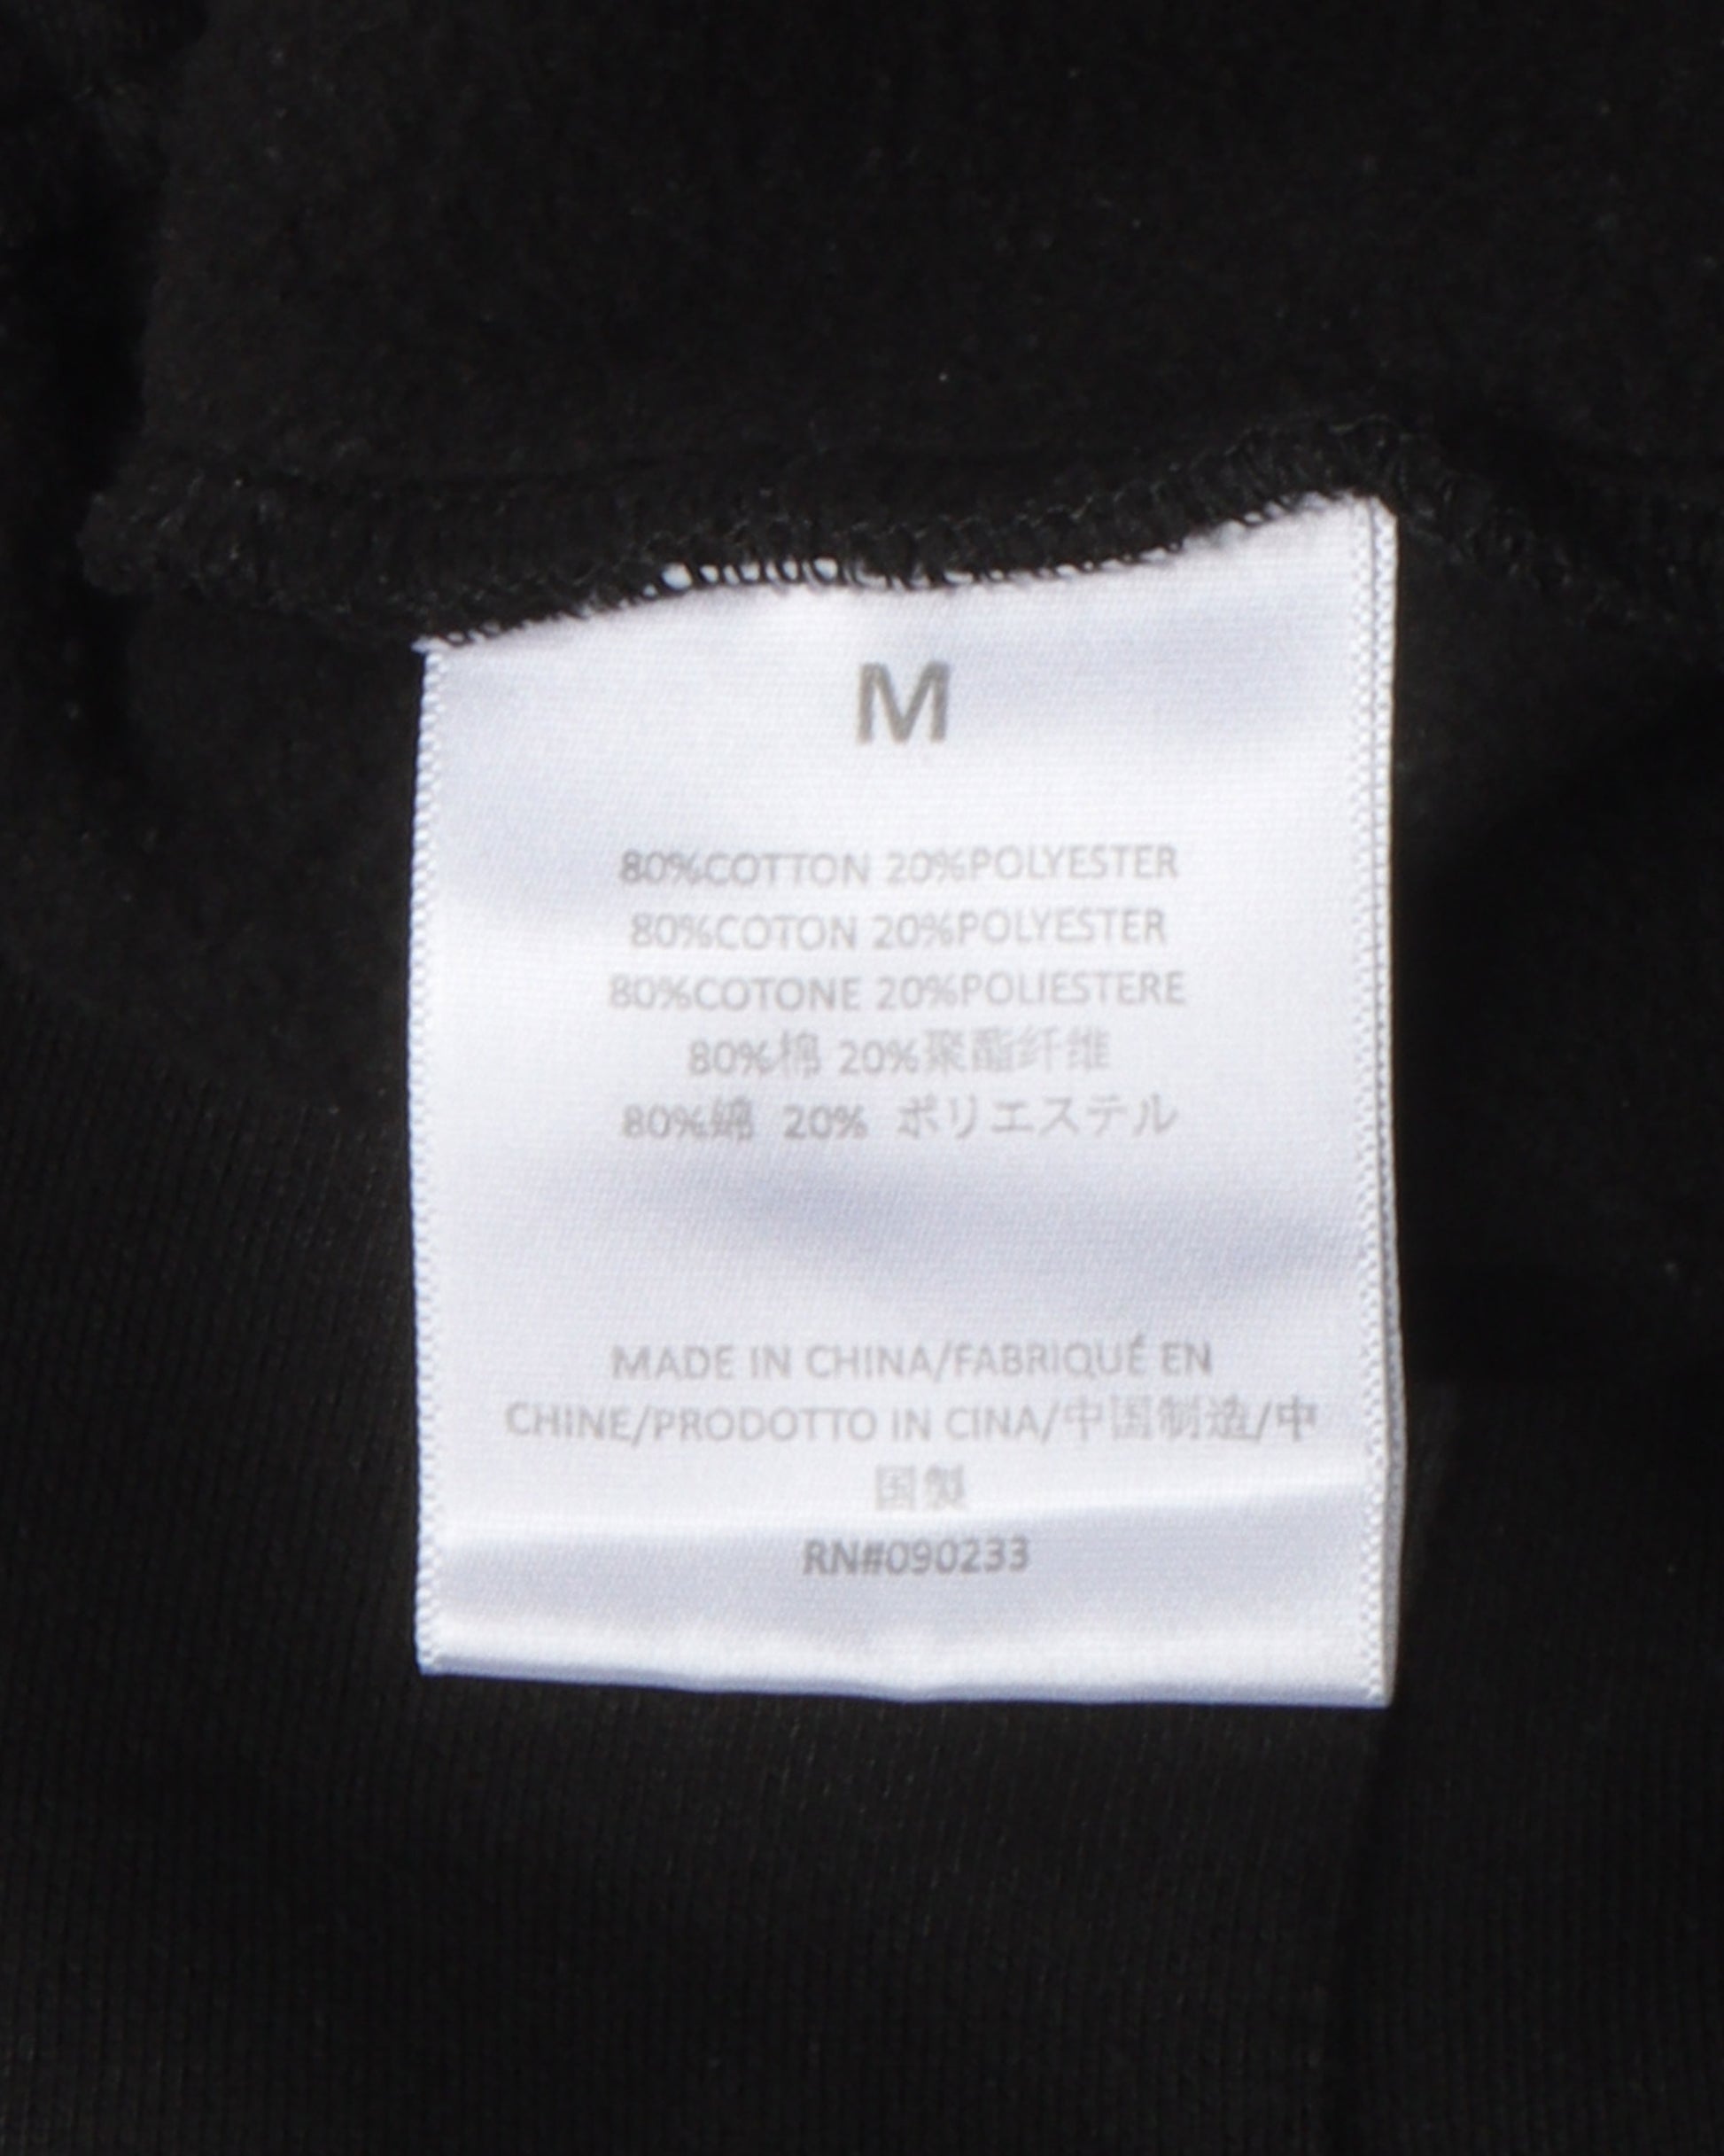 M
80%COTTON 20%POLYESTER
80%COTON 20%POLYESTER
80%COTONE 20%POLIESTERE
80%棉 20%聚酯纤维
80%綿 20% ポリエステル
MADE IN CHINA/FABRIQUÉ EN
CHINE/PRODOTTO IN CINA/中国制造/中
国製
RN#090233